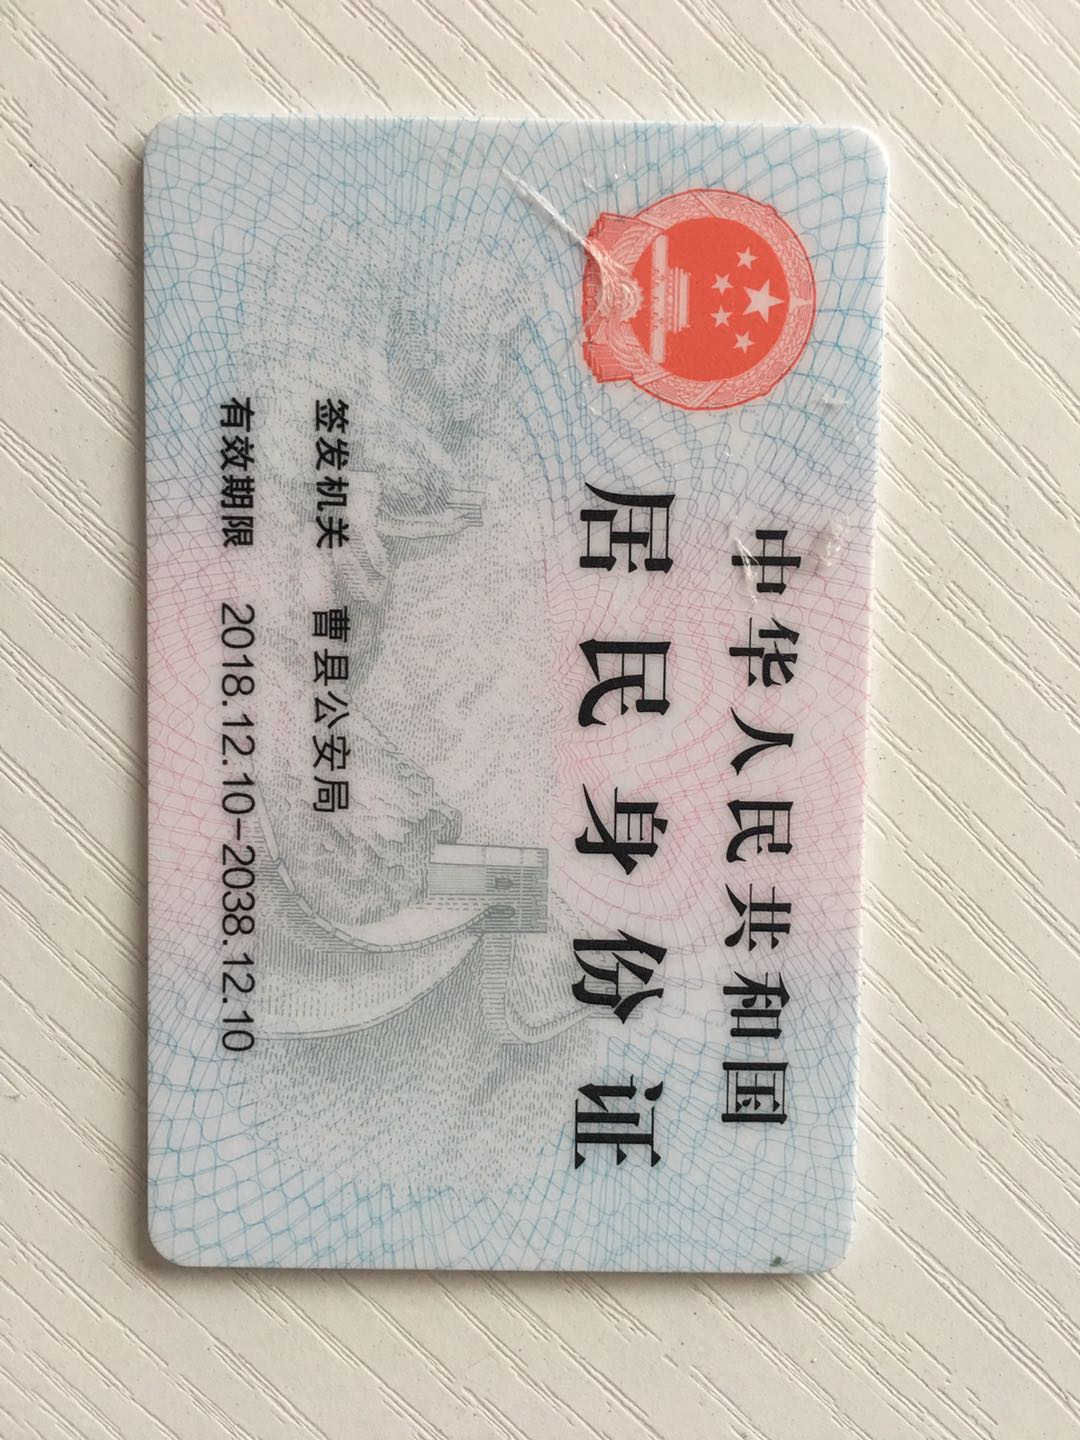 中华人民共和国
居民身份证
签发机关 曹县公安局
有效期限 2018.12.10-2038.12.10